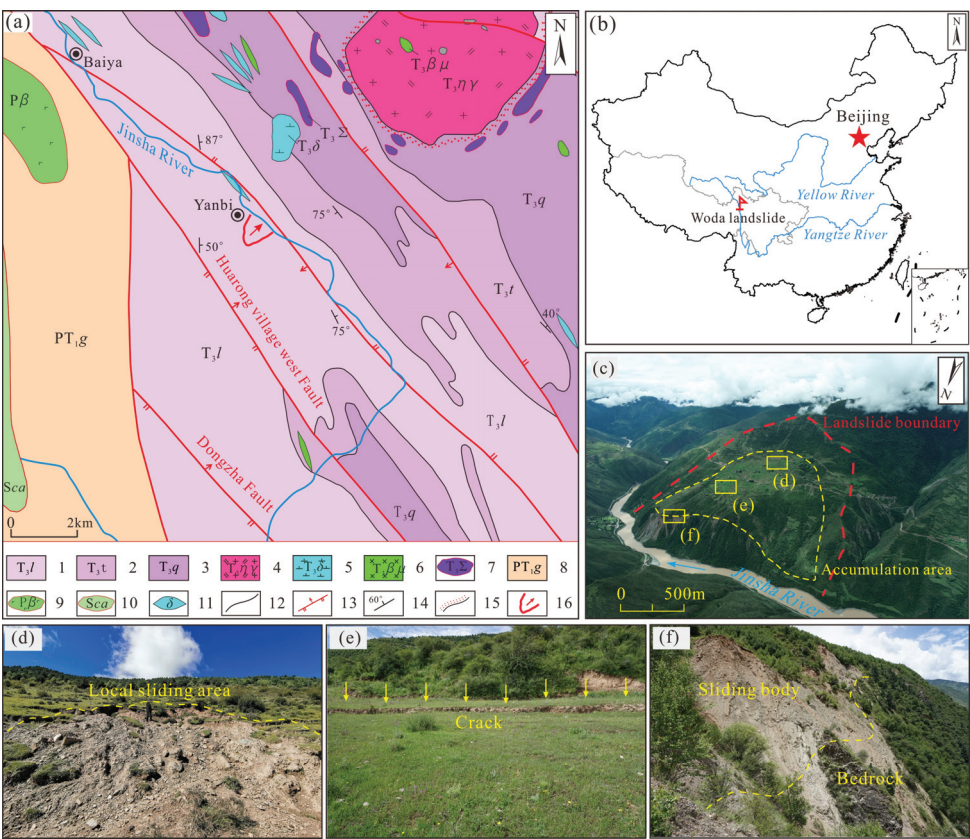 (a)
N
Baiya
T₃βμ
T₃ηγ
Pβ
Jinsha River
87°
T₃Σ
T₃δ
Yanbi
75°
T₃q
50°
Huarong village west Fault
T₃t
75°
40°
PT₁g
T₃l
T₃l
Dongzha Fault
Sca
T₃q
0 2km
T₃l 1 T₃t 2 T₃q 3 T₃ηγ 4 T₃δ 5 T₃βμ 6 T₃Σ 7 PT₁g 8
Pβ 9 Sca 10 δ 11 12 13 60° 14 15 16
(b)
N
Beijing
Yellow River
Woda landslide
Yangtze River
(c)
N
Landslide boundary
(d)
(e)
(f)
Accumulation area
0 500m
Jinsha River
(d)
Local sliding area
(e)
Crack
(f)
Sliding body
Bedrock